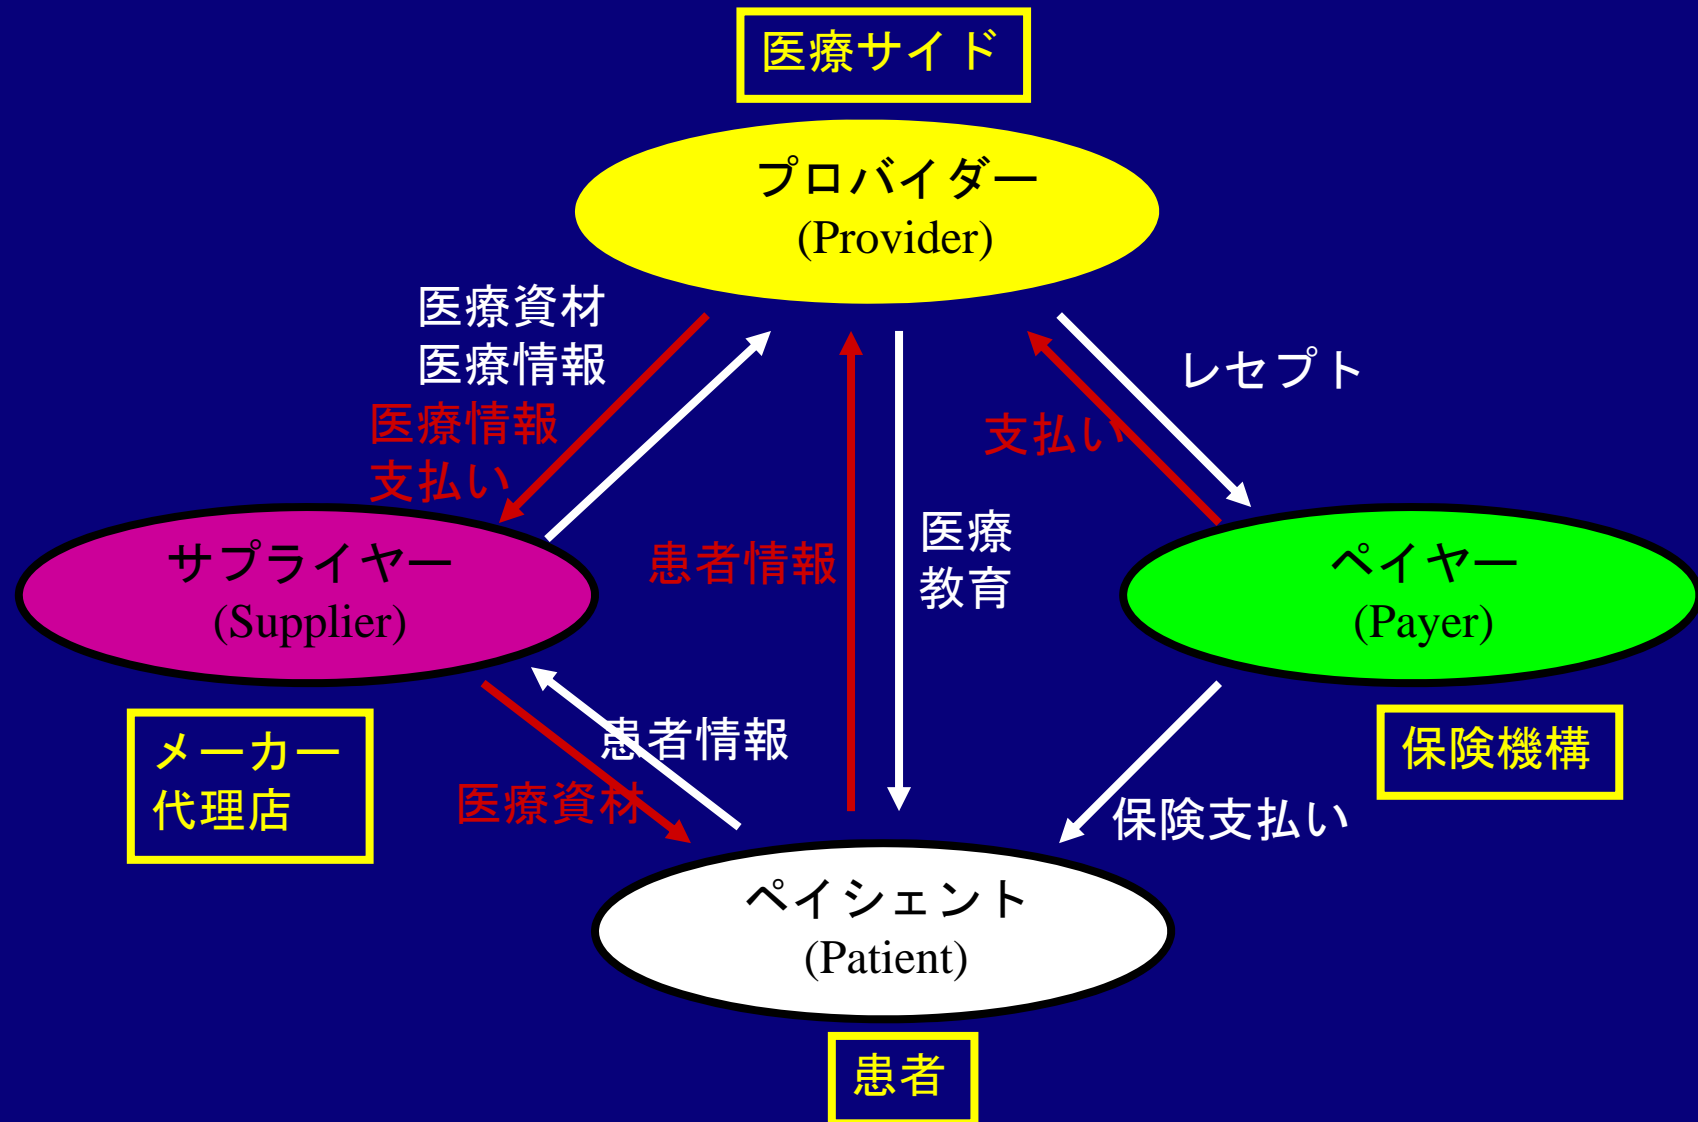 医療サイド
プロバイダー
(Provider)
医療資材
医療情報
医療情報
支払い
レセプト
支払い
患者情報
医療
教育
サプライヤー
(Supplier)
ペイヤー
(Payer)
メーカー
代理店
患者情報
医療資材
保険機構
保険支払い
ペイシェント
(Patient)
患者